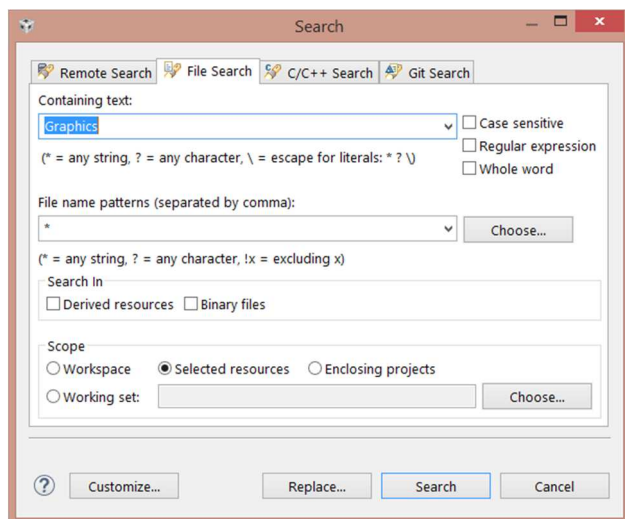 Search
Remote Search File Search C/C++ Search Git Search
Containing text:
Graphics
Case sensitive
(* = any string, ? = any character, \ = escape for literals: * ? \)
Regular expression
Whole word
File name patterns (separated by comma):
* Choose...
(* = any string, ? = any character, !x = excluding x)
Search In
Derived resources Binary files
Scope
Workspace Selected resources Enclosing projects
Working set: Choose...
? Customize... Replace... Search Cancel